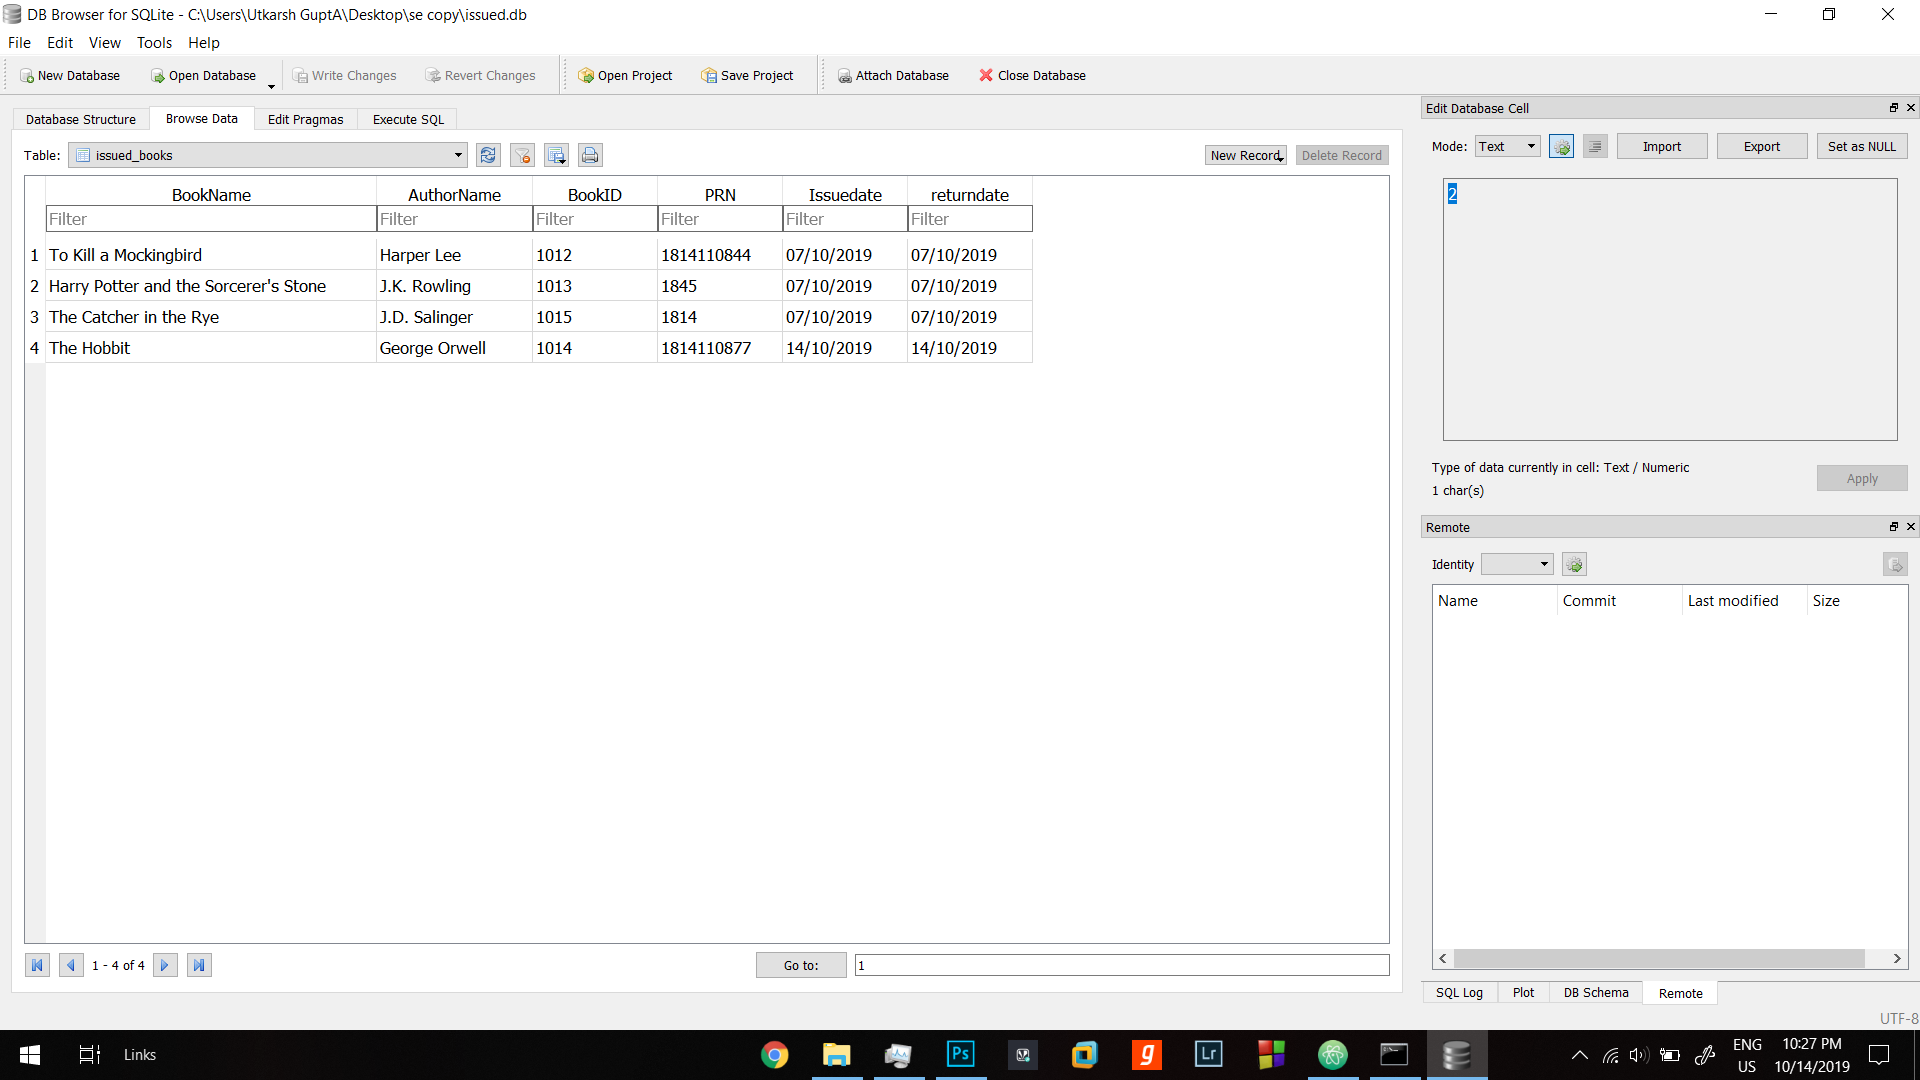 DB Browser for SQLite - C:\Users\Utkarsh GuptA\Desktop\se copy\issued.db
File Edit View Tools Help
New Database Open Database Write Changes Revert Changes Open Project Save Project Attach Database Close Database
Database Structure Browse Data Edit Pragmas Execute SQL
Table: issued_books New Record Delete Record
BookName AuthorName BookID PRN Issuedate returndate
Filter Filter Filter Filter Filter Filter
1 To Kill a Mockingbird Harper Lee 1012 1814110844 07/10/2019 07/10/2019
2 Harry Potter and the Sorcerer's Stone J.K. Rowling 1013 1845 07/10/2019 07/10/2019
3 The Catcher in the Rye J.D. Salinger 1015 1814 07/10/2019 07/10/2019
4 The Hobbit George Orwell 1014 1814110877 14/10/2019 14/10/2019
1 - 4 of 4 Go to: 1
Edit Database Cell
Mode: Text Import Export Set as NULL
2
Type of data currently in cell: Text / Numeric
1 char(s)
Apply
Remote
Identity
Name Commit Last modified Size
SQL Log Plot DB Schema Remote
UTF-8
Links Ps g Lr ENG 10:27 PM
US 10/14/2019